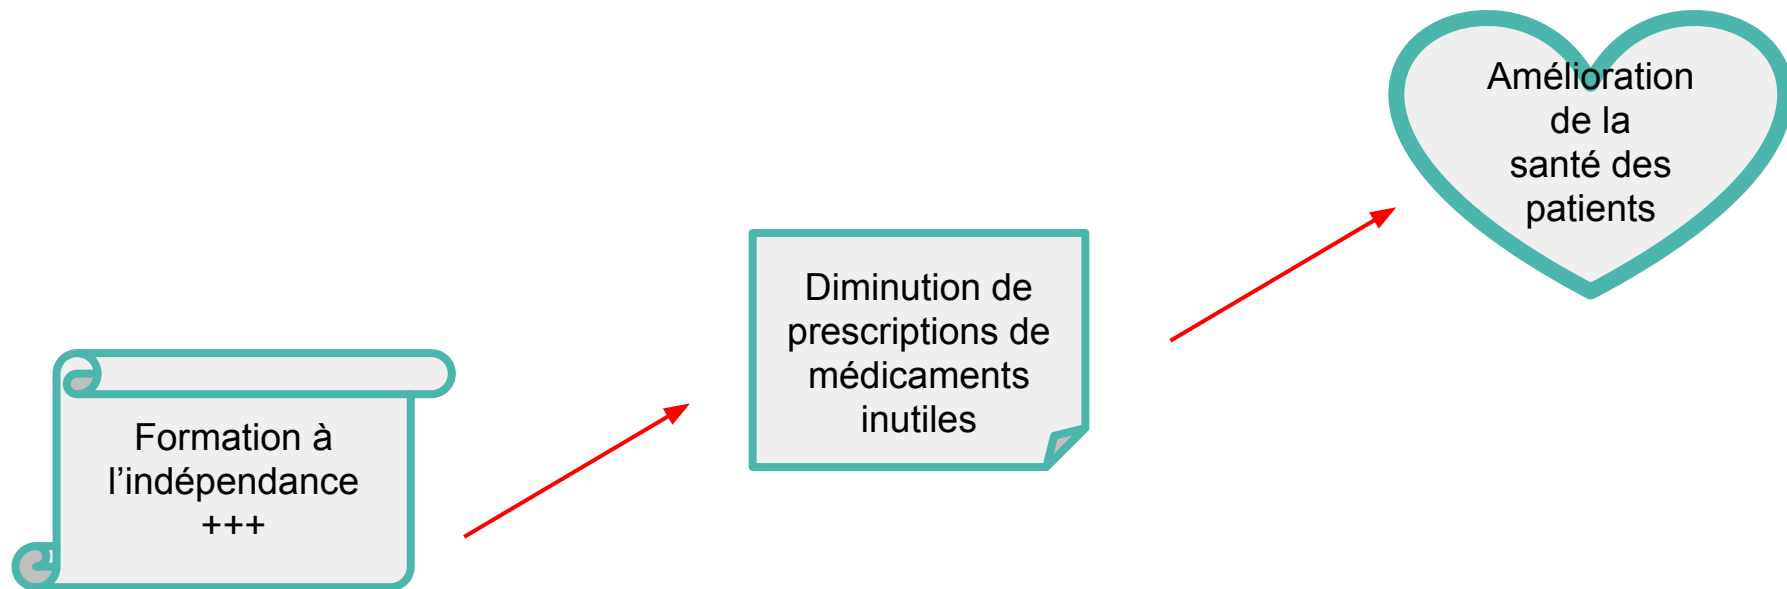 Formation à
l’indépendance
+++
Diminution de
prescriptions de
médicaments
inutiles
Amélioration
de la
santé des
patients